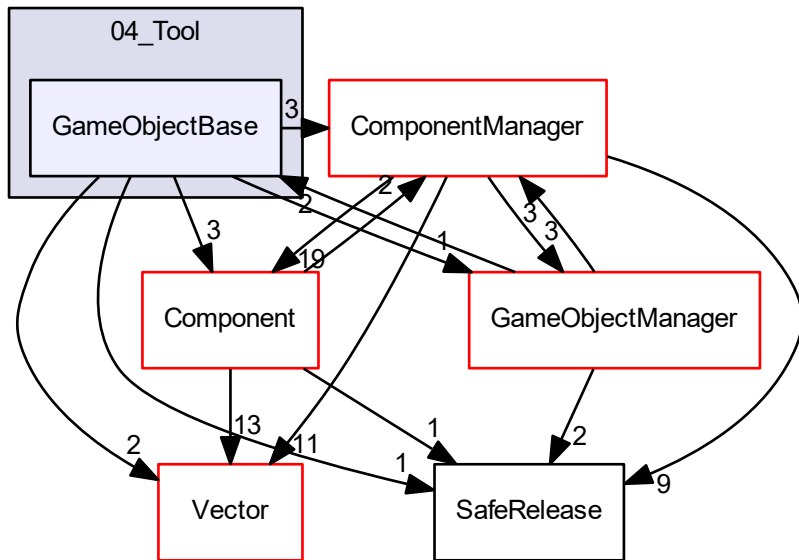 04_Tool
GameObjectBase
3
ComponentManager
2
2
3
3
3
1
19
Component
GameObjectManager
13
11
1
2
2
1
9
Vector
SafeRelease